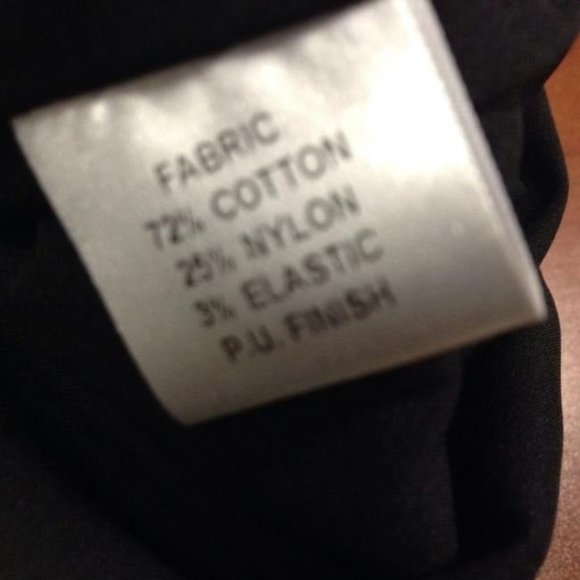 FABRIC
72% COTTON
25% NYLON
3% ELASTIC
P.U. FINISH